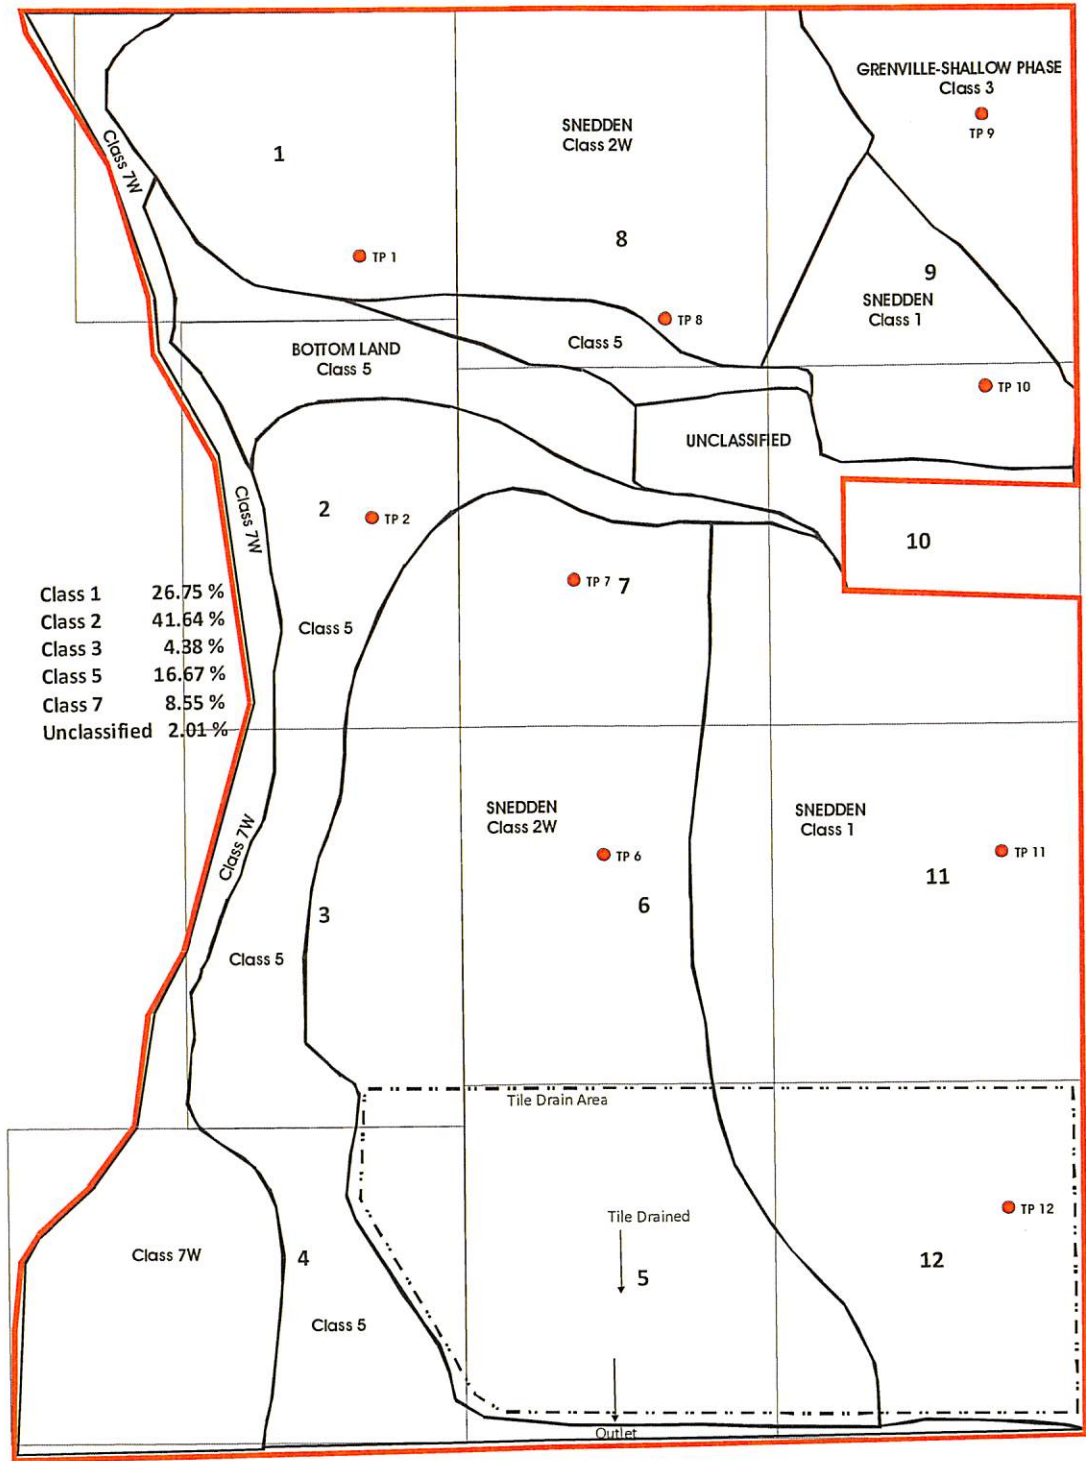 GRENVILLE-SHALLOW PHASE
Class 3
TP 9
SNEDDEN
Class 2W
Class 7W
1
8
TP 1
9
SNEDDEN
Class 1
TP 8
BOTTOM LAND
Class 5
Class 5
TP 10
UNCLASSIFIED
2
TP 2
Class 7W
10
TP 7
7
Class 1 26.75 %
Class 2 41.64 %
Class 3 4.38 %
Class 5 16.67 %
Class 7 8.55 %
Unclassified 2.01 %
Class 5
SNEDDEN
Class 2W
SNEDDEN
Class 1
Class 7W
TP 6
TP 11
3
6
11
Class 5
Tile Drain Area
TP 12
Tile Drained
Class 7W
4
5
12
Class 5
Outlet